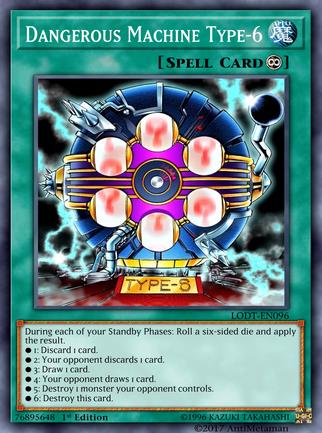 Dangerous Machine Type-6
[Spell Card]
TYPE-6
LODT-EN096
During each of your Standby Phases: Roll a six-sided die and apply
the result.
● 1: Discard 1 card.
● 2: Your opponent discards 1 card.
● 3: Draw 1 card.
● 4: Your opponent draws 1 card.
● 5: Destroy 1 monster your opponent controls.
● 6: Destroy this card.
76895648 1st Edition ©1996 KAZUKI TAKAHASHI
©2017 AntiMetaman